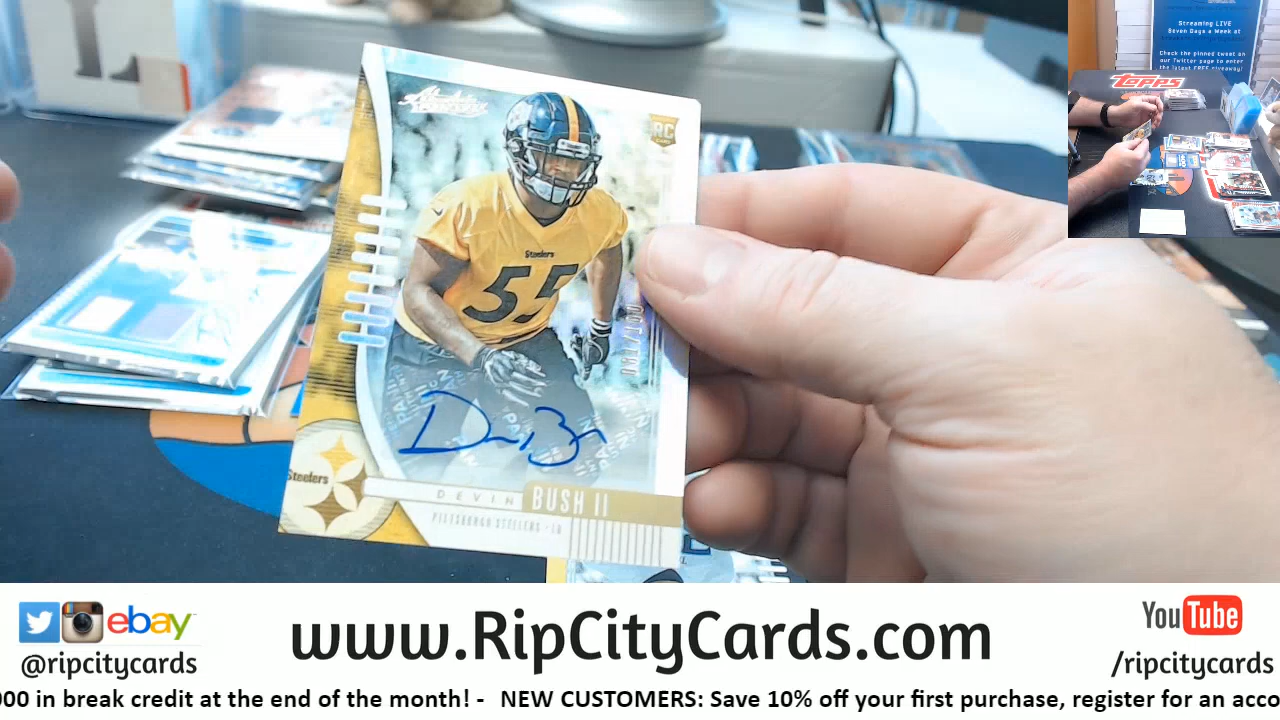 Streaming LIVE
Seven Days a Week at
Check the pinned tweet on
our Twitter page to enter
the latest FREE giveaway!
Topps
Absolute
RC
Steelers
55
Steelers
DEVIN BUSH II
PITTSBURGH STEELERS - LB
ebay
@ripcitycards
www.RipCityCards.com
YouTube
/ripcitycards
000 in break credit at the end of the month! - NEW CUSTOMERS: Save 10% off your first purchase, register for an acco